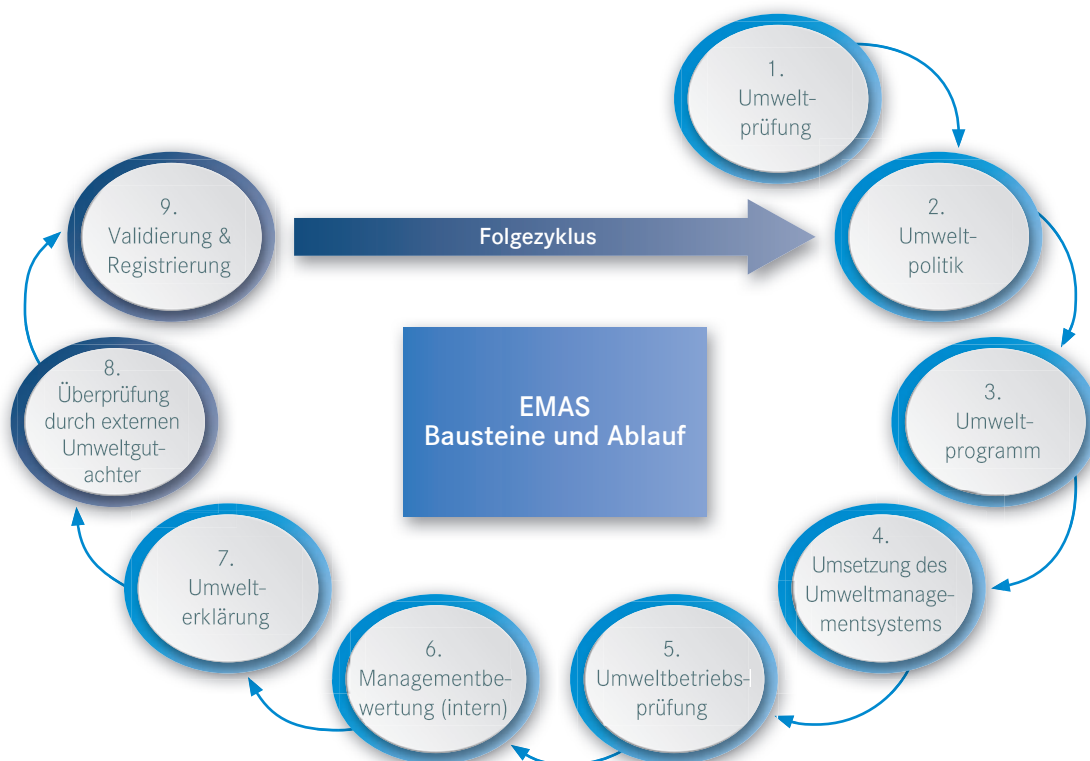 1.
Umwelt-
prüfung
2.
Umwelt-
politik
3.
Umwelt-
programm
4.
Umsetzung des
Umweltmanage-
mentsystems
5.
Umweltbetriebs-
prüfung
6.
Managementbe-
wertung (intern)
7.
Umwelt-
erklärung
8.
Überprüfung
durch externen
Umweltgut-
achter
9.
Validierung &
Registrierung
Folgezyklus
EMAS
Bausteine und Ablauf